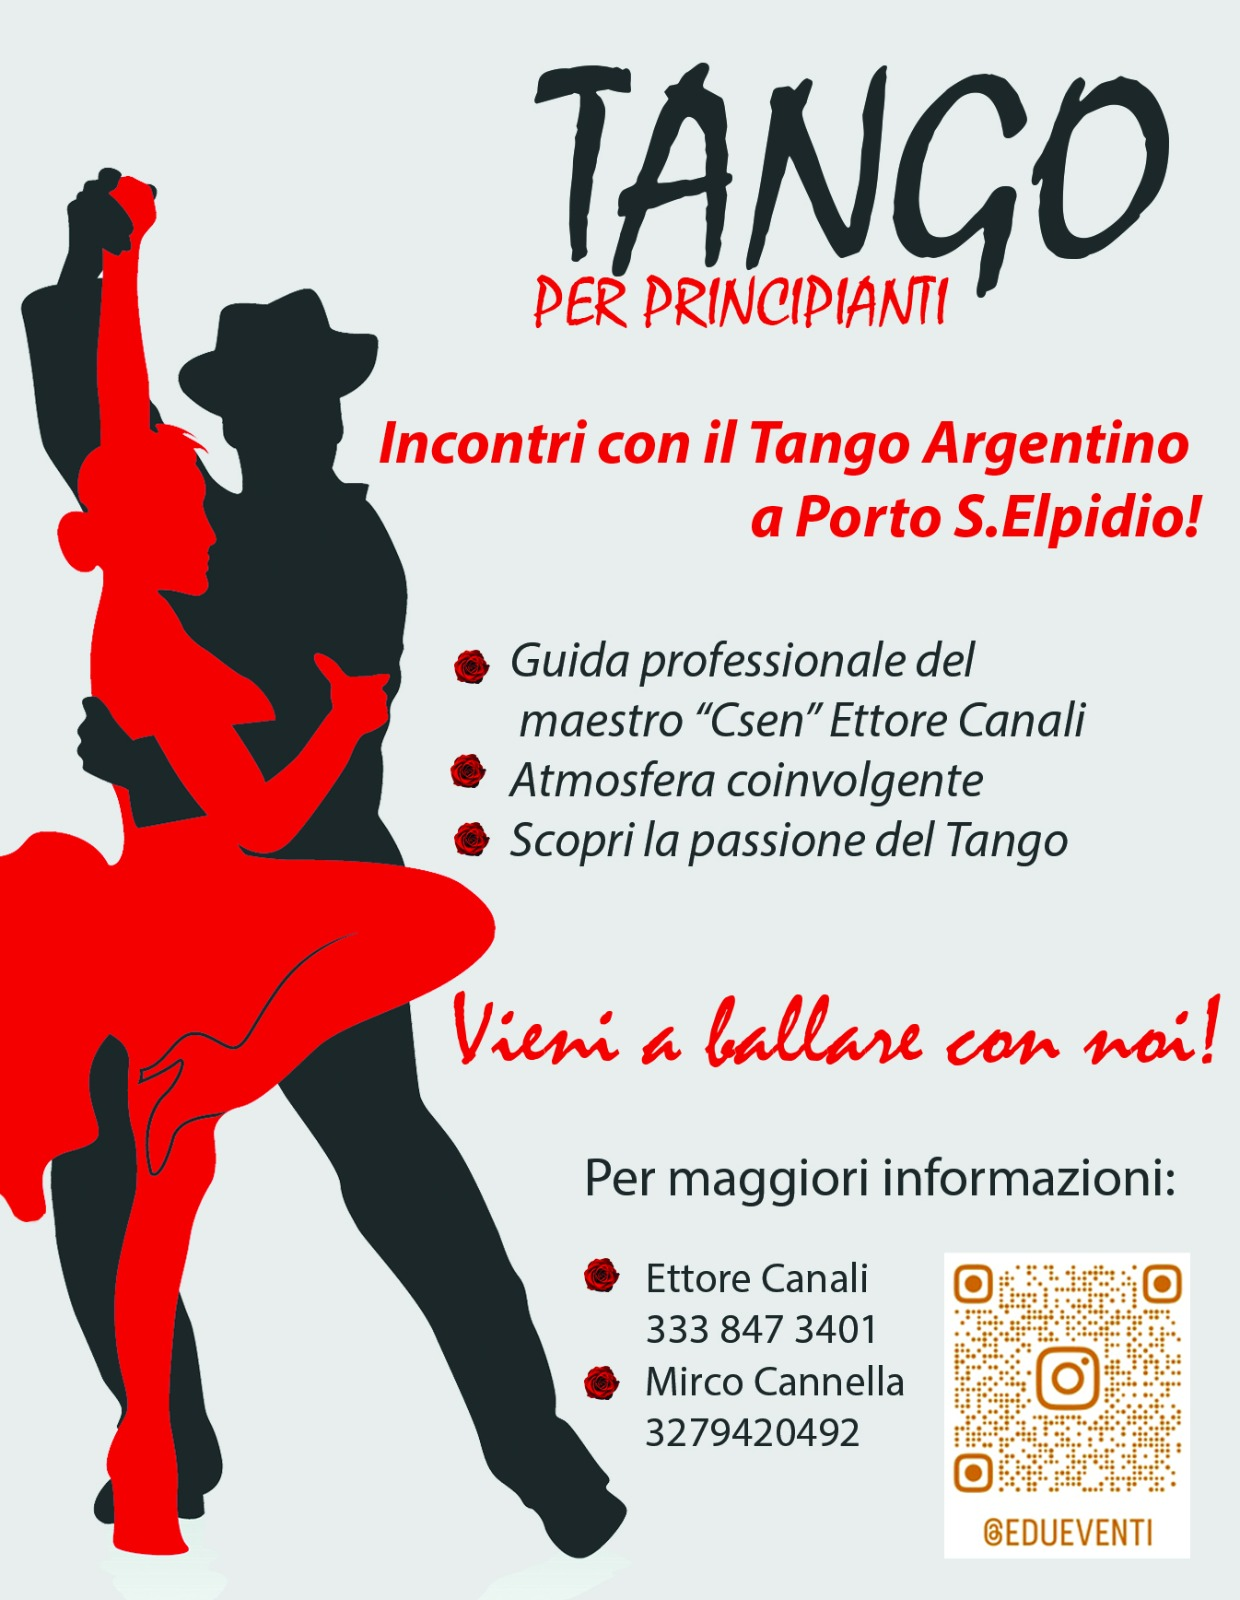 TANGO
PER PRINCIPIANTI
Incontri con il Tango Argentino
a Porto S.Elpidio!
Guida professionale del
maestro “Csen” Ettore Canali
Atmosfera coinvolgente
Scopri la passione del Tango
Vieni a ballare con noi!
Per maggiori informazioni:
Ettore Canali
333 847 3401
Mirco Cannella
3279420492
@EDUEVENTI